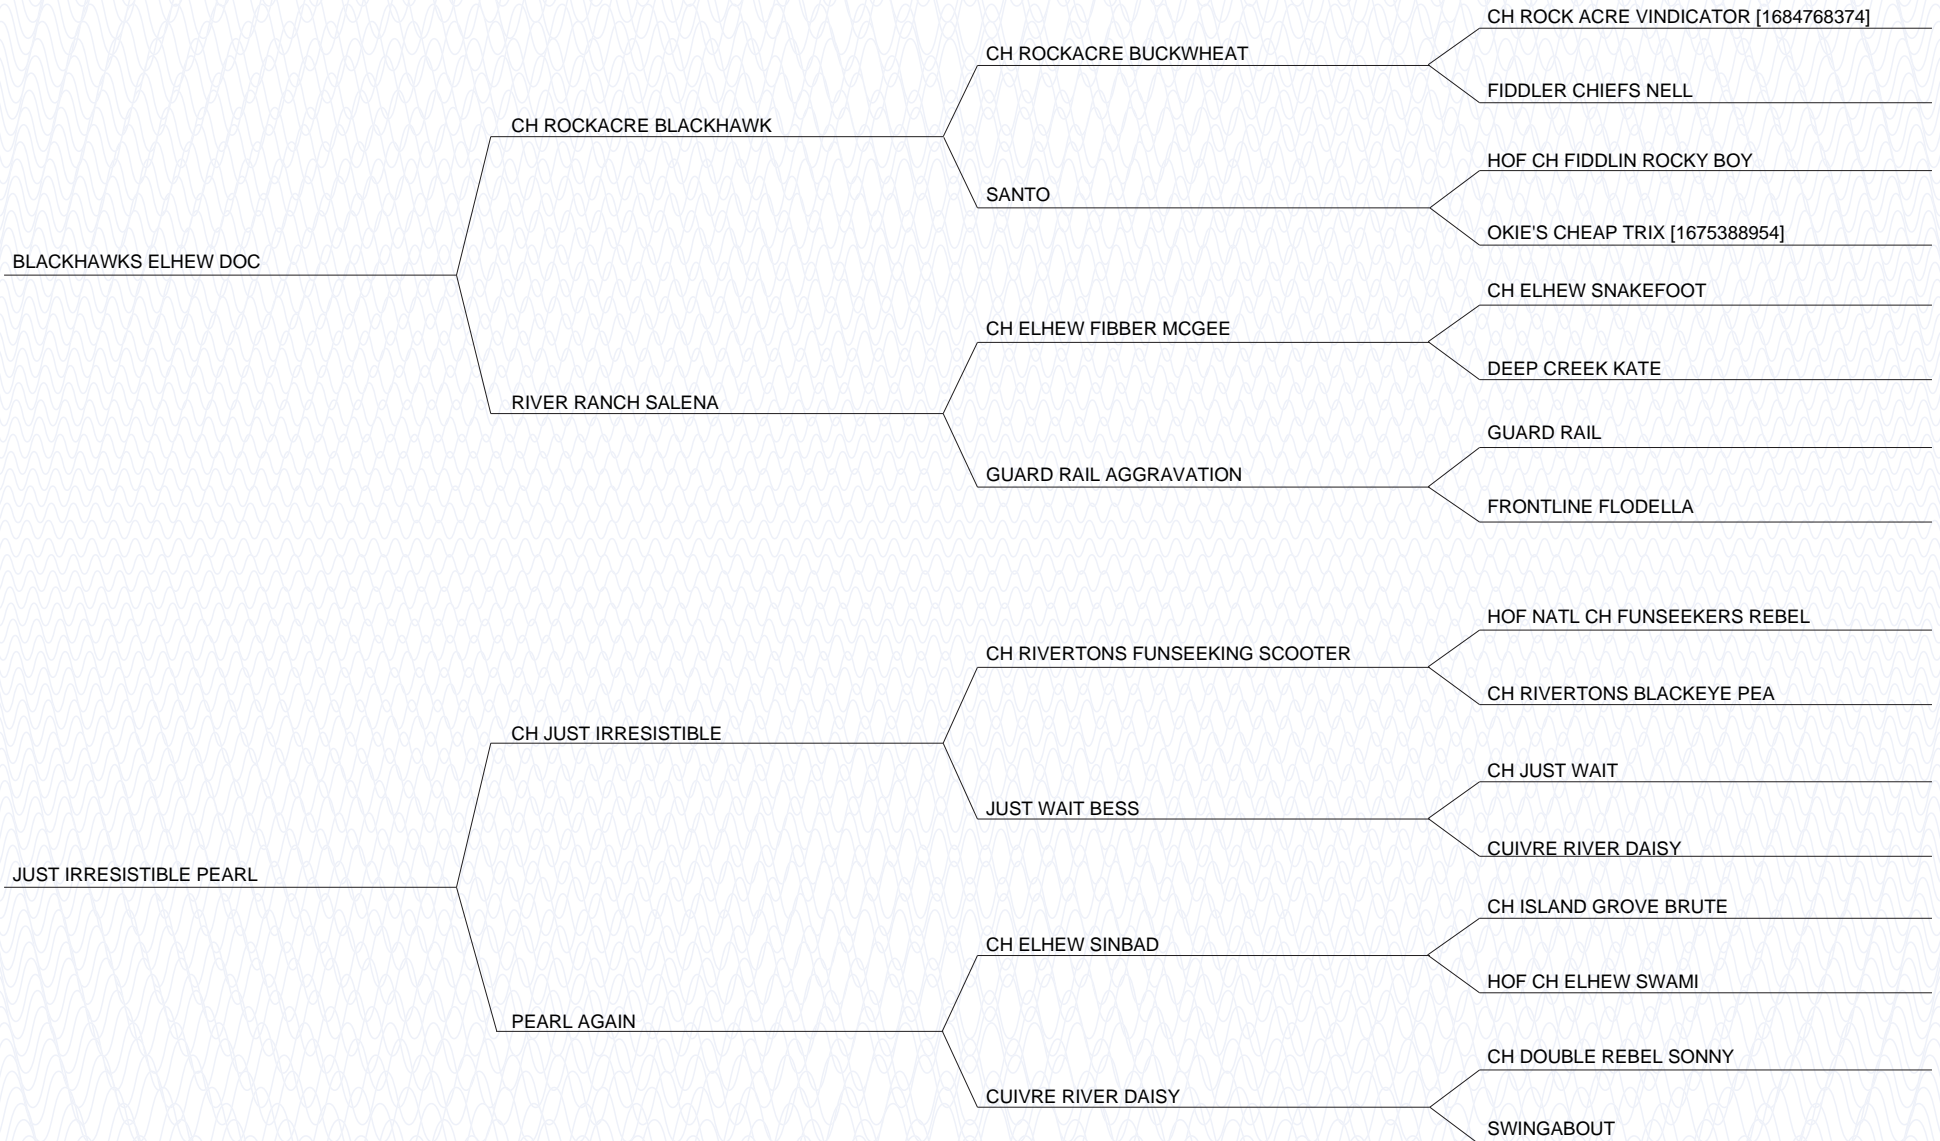 CH ROCK ACRE VINDICATOR [1684768374]
CH ROCKACRE BUCKWHEAT
FIDDLER CHIEFS NELL
CH ROCKACRE BLACKHAWK
HOF CH FIDDLIN ROCKY BOY
SANTO
OKIE'S CHEAP TRIX [1675388954]
BLACKHAWKS ELHEW DOC
CH ELHEW SNAKEFOOT
CH ELHEW FIBBER MCGEE
DEEP CREEK KATE
RIVER RANCH SALENA
GUARD RAIL
GUARD RAIL AGGRAVATION
FRONTLINE FLODELLA
HOF NATL CH FUNSEEKERS REBEL
CH RIVERTONS FUNSEEKING SCOOTER
CH RIVERTONS BLACKEYE PEA
CH JUST IRRESISTIBLE
CH JUST WAIT
JUST WAIT BESS
CUIVRE RIVER DAISY
JUST IRRESISTIBLE PEARL
CH ISLAND GROVE BRUTE
CH ELHEW SINBAD
HOF CH ELHEW SWAMI
PEARL AGAIN
CH DOUBLE REBEL SONNY
CUIVRE RIVER DAISY
SWINGABOUT